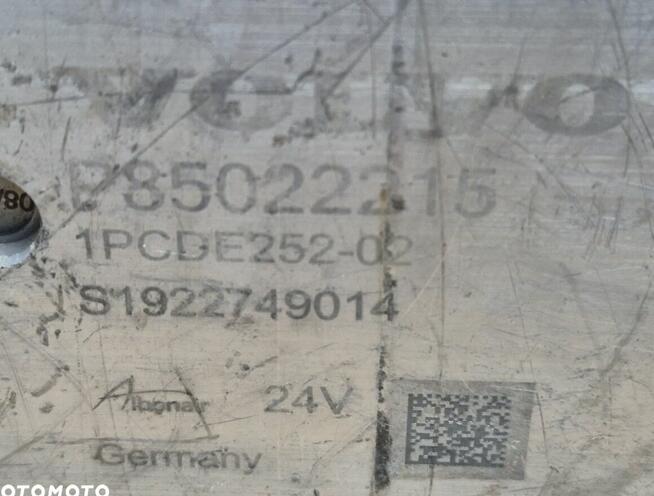 VOLVO
P85022215
1PCDE252-02
S1922749014
Albonair 24V
Germany
OTOMOTO